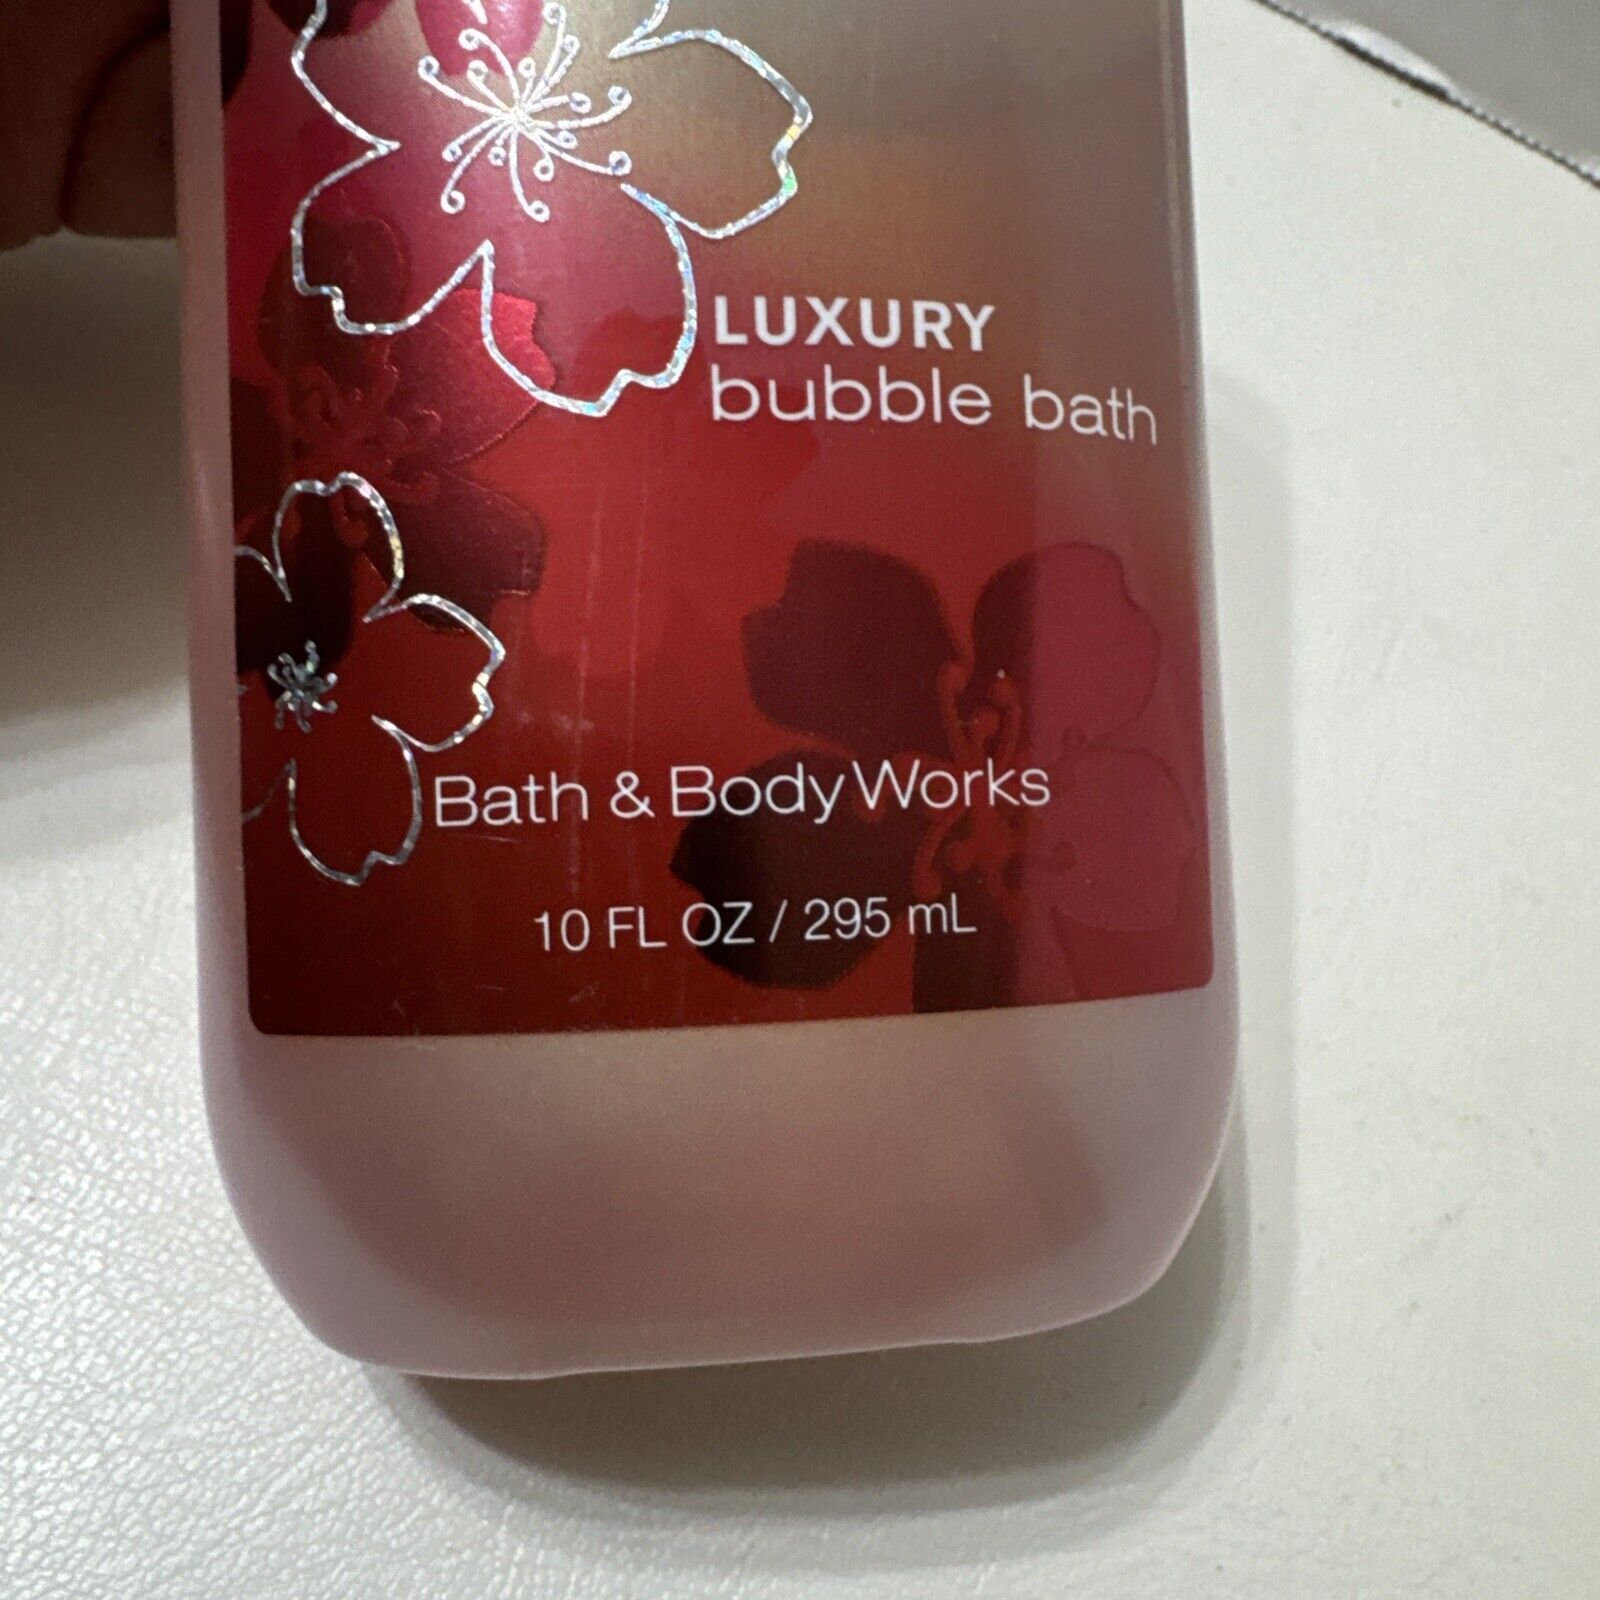 LUXURY
bubble bath
Bath & Body Works
10 FL OZ / 295 mL